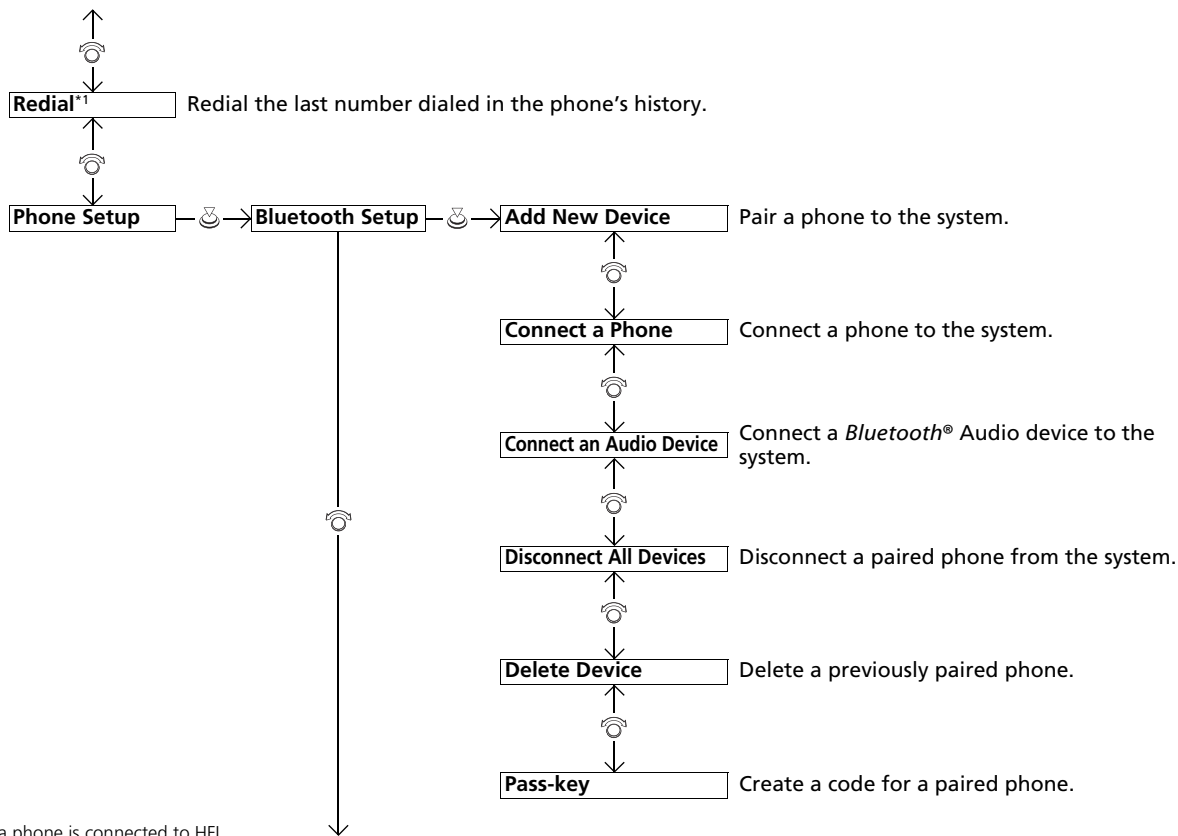 Redial*1 Redial the last number dialed in the phone's history.
Phone Setup Bluetooth Setup Add New Device Pair a phone to the system.
Connect a Phone Connect a phone to the system.
Connect an Audio Device Connect a Bluetooth® Audio device to the
system.
Disconnect All Devices Disconnect a paired phone from the system.
Delete Device Delete a previously paired phone.
Pass-key Create a code for a paired phone.
a phone is connected to HFL